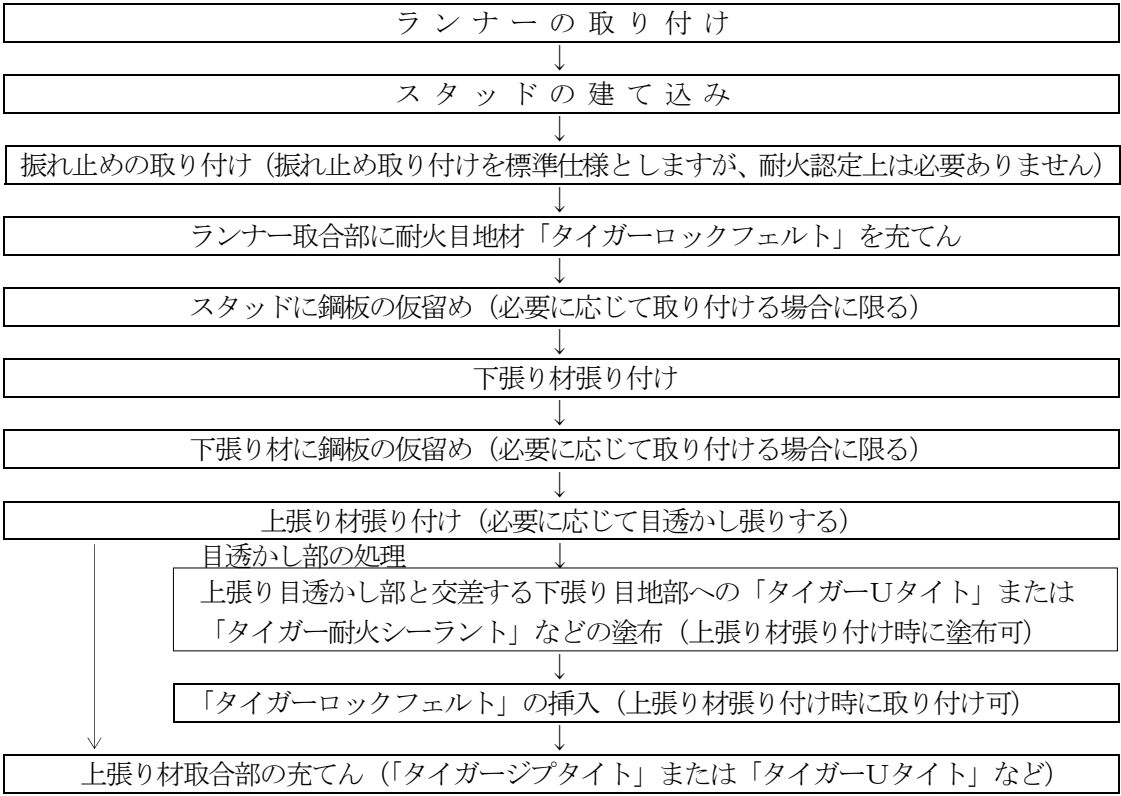 ランナーの取り付け
↓
スタッドの建て込み
↓
振れ止めの取り付け（振れ止め取り付けを標準仕様としますが、耐火認定上は必要ありません）
↓
ランナー取合部に耐火目地材「タイガーロックフェルト」を充てん
↓
スタッドに鋼板の仮留め（必要に応じて取り付ける場合に限る）
↓
下張り材張り付け
↓
下張り材に鋼板の仮留め（必要に応じて取り付ける場合に限る）
↓
上張り材張り付け（必要に応じて目透かし張りする）
目透かし部の処理 ↓
上張り目透かし部と交差する下張り目地部への「タイガーＵタイト」または
「タイガー耐火シーラント」などの塗布（上張り材張り付け時に塗布可）
↓
「タイガーロックフェルト」の挿入（上張り材張り付け時に取り付け可）
↓
上張り材取合部の充てん（「タイガージプタイト」または「タイガーＵタイト」など）